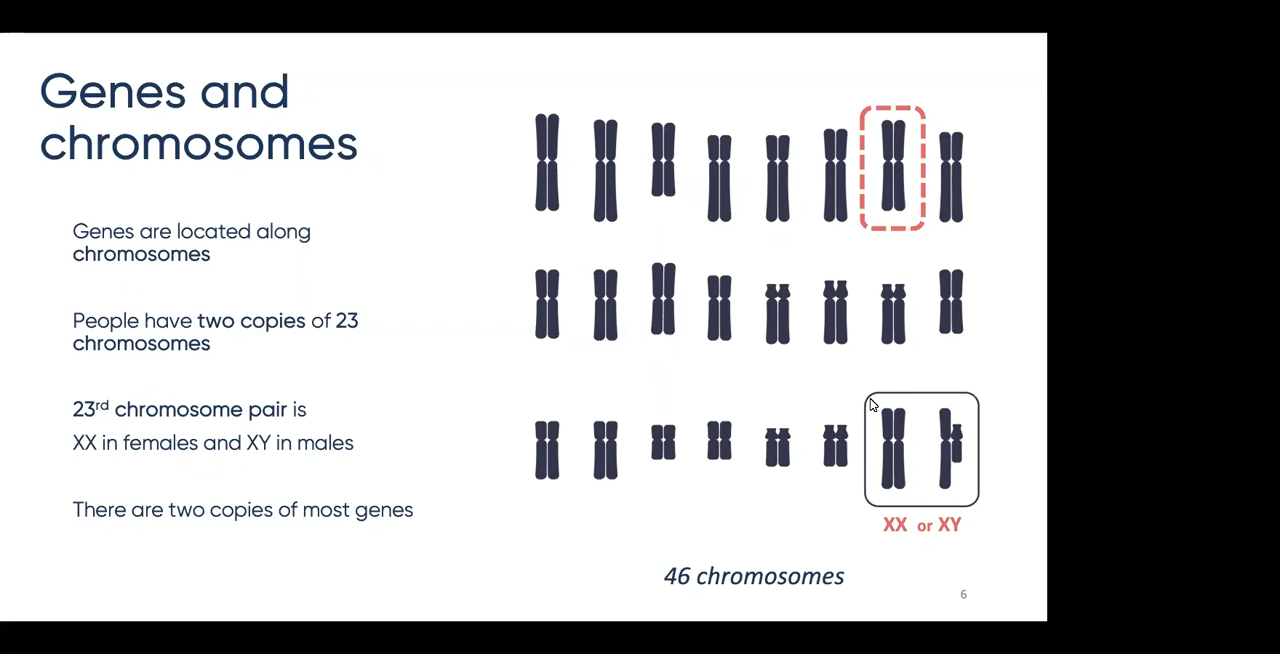 Genes and
chromosomes
Genes are located along
chromosomes
People have two copies of 23
chromosomes
23rd chromosome pair is
XX in females and XY in males
There are two copies of most genes
XX or XY
46 chromosomes
6